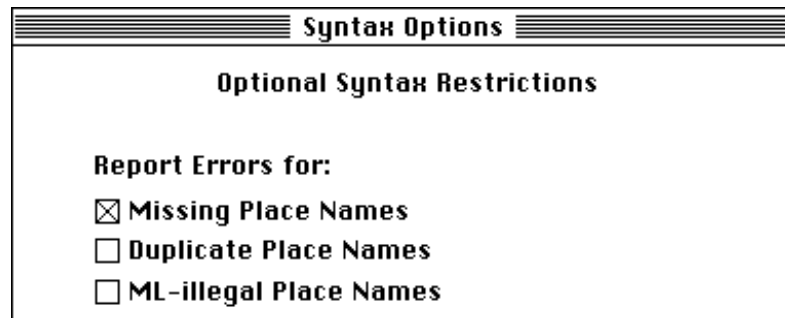 Syntax Options
Optional Syntax Restrictions
Report Errors for:
Missing Place Names
Duplicate Place Names
ML-illegal Place Names